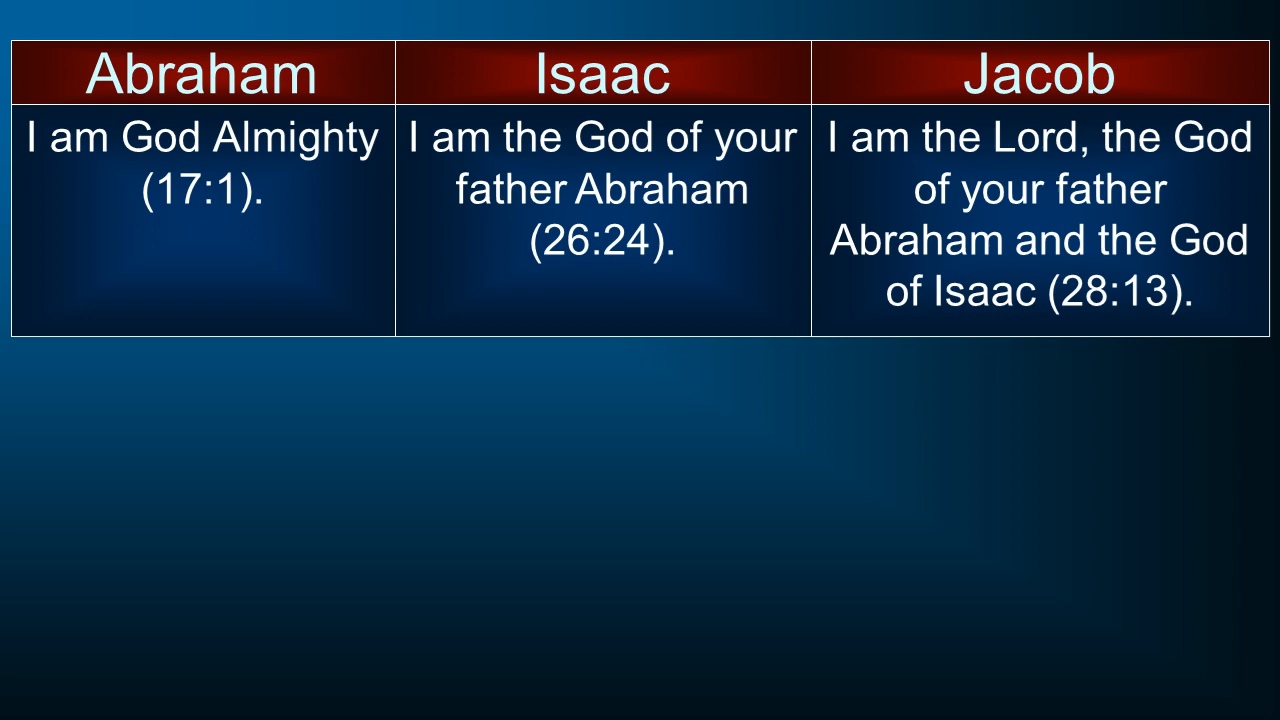 Abraham
Isaac
Jacob
I am God Almighty
(17:1).
I am the God of your
father Abraham
(26:24).
I am the Lord, the God
of your father
Abraham and the God
of Isaac (28:13).